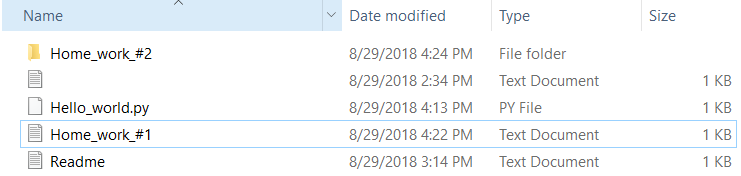 Name Date modified Type Size
Home_work_#2 8/29/2018 4:24 PM File folder
8/29/2018 2:34 PM Text Document 1 KB
Hello_world.py 8/29/2018 4:13 PM PY File 1 KB
Home_work_#1 8/29/2018 4:22 PM Text Document 1 KB
Readme 8/29/2018 3:14 PM Text Document 1 KB